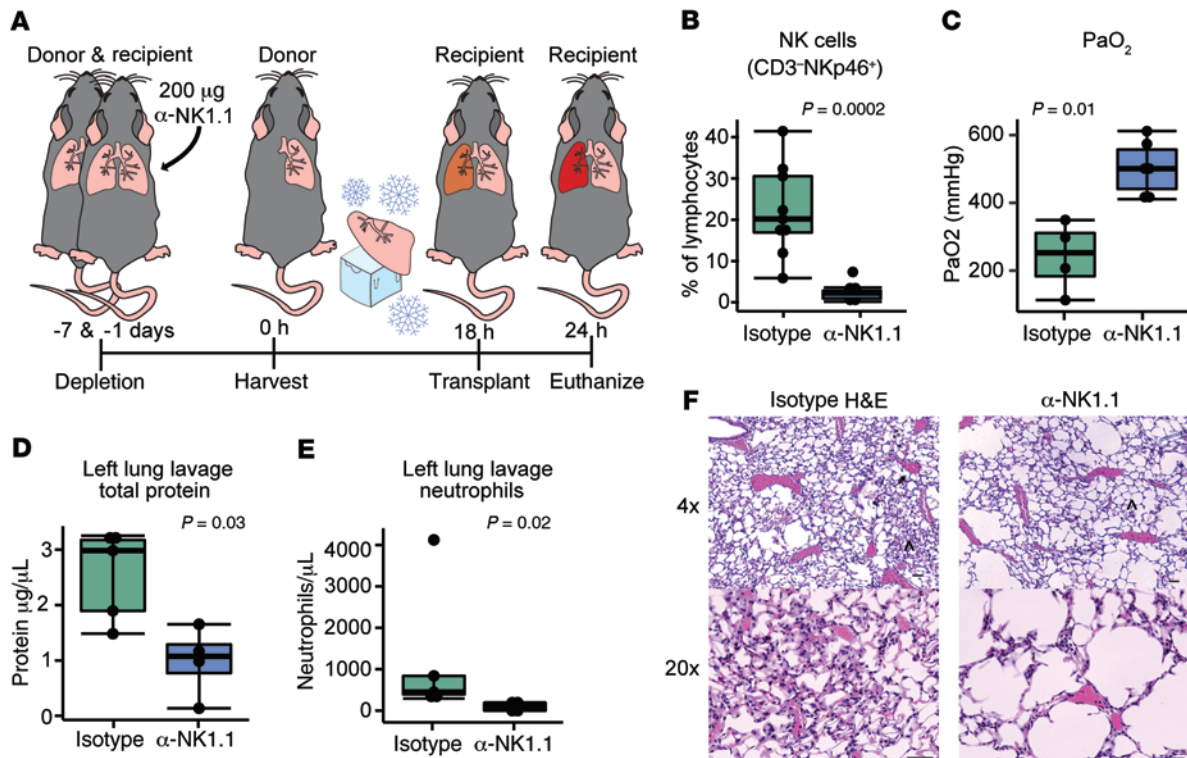 A
Donor & recipient
200 μg
α-NK1.1
Donor
Recipient
Recipient
-7 & -1 days
0 h
18 h
24 h
Depletion
Harvest
Transplant
Euthanize
B
NK cells
(CD3⁻NKp46⁺)
P = 0.0002
% of lymphocytes
40
30
20
10
0
Isotype
α-NK1.1
C
PaO₂
P = 0.01
PaO2 (mmHg)
600
400
200
Isotype
α-NK1.1
D
Left lung lavage
total protein
P = 0.03
Protein μg/μL
3
2
1
0
Isotype
α-NK1.1
E
Left lung lavage
neutrophils
P = 0.02
Neutrophils/μL
4000
3000
2000
1000
0
Isotype
α-NK1.1
F
Isotype H&E
α-NK1.1
4x
20x